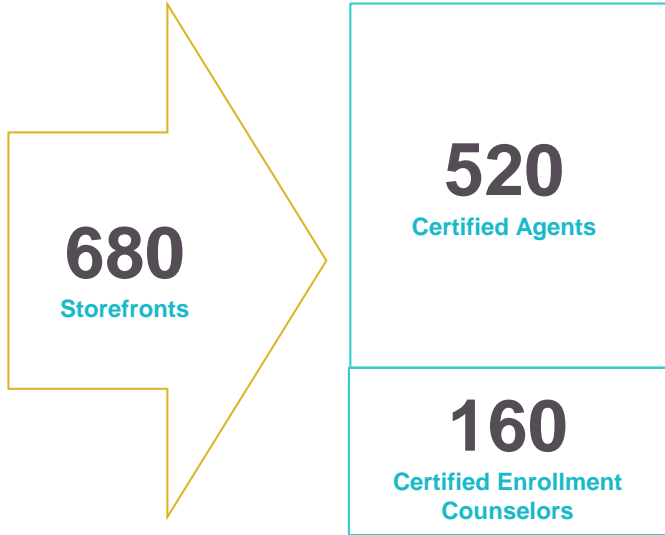 680
Storefronts
520
Certified Agents
160
Certified Enrollment
Counselors